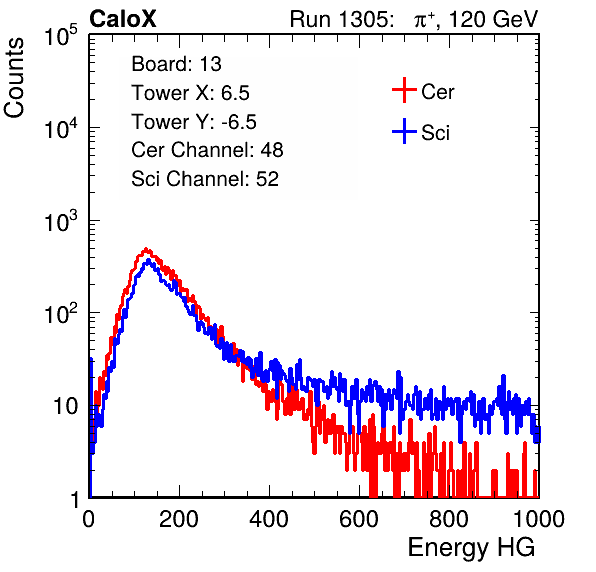 CaloX Run 1305: π⁺, 120 GeV
Board: 13
Tower X: 6.5
Tower Y: -6.5
Cer Channel: 48
Sci Channel: 52
Cer
Sci
Counts
10⁵
10⁴
10³
10²
10
1
0 200 400 600 800 1000
Energy HG